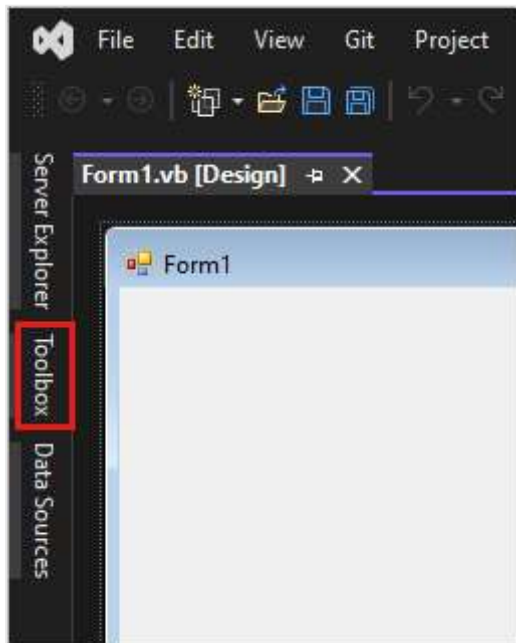 File Edit View Git Project
Form1.vb [Design]
Server Explorer
Toolbox
Data Sources
Form1